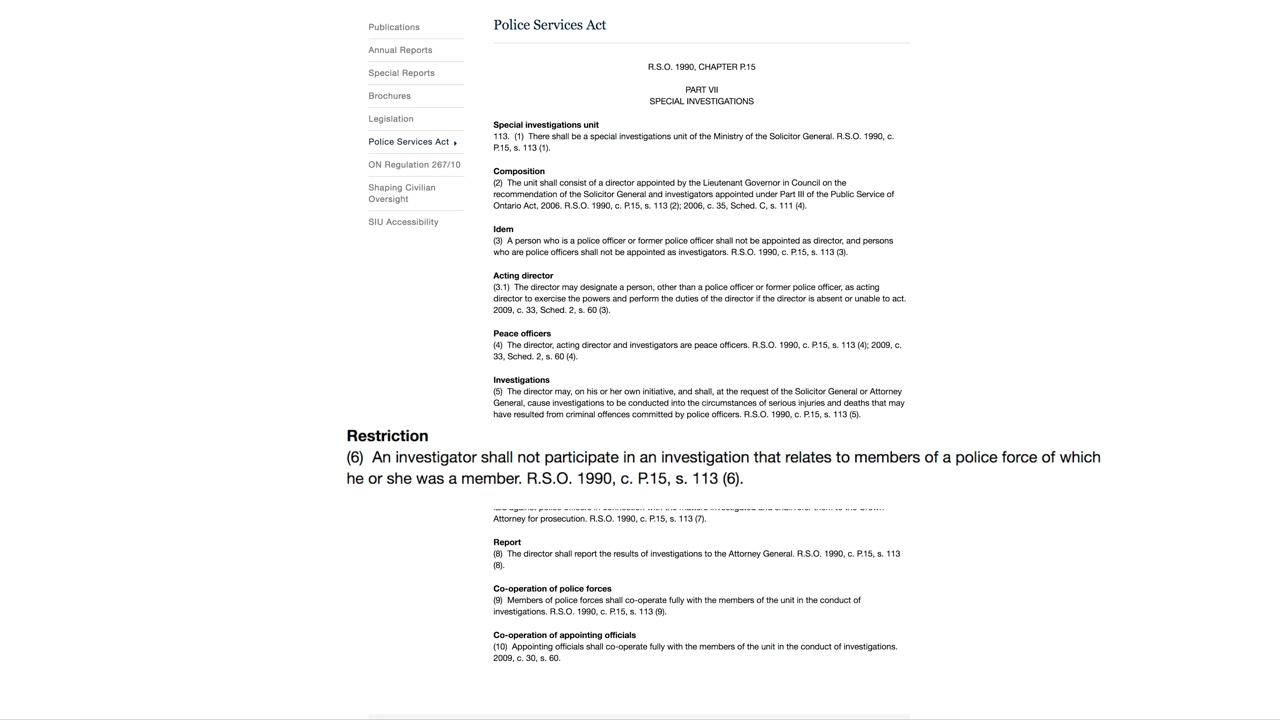 Publications
Annual Reports
Special Reports
Brochures
Legislation
Police Services Act
ON Regulation 267/10
Shaping Civilian
Oversight
SIU Accessibility
Police Services Act
R.S.O. 1990, CHAPTER P.15
PART VII
SPECIAL INVESTIGATIONS
Special investigations unit
113. (1) There shall be a special investigations unit of the Ministry of the Solicitor General. R.S.O. 1990, c.
P.15, s. 113 (1).
Composition
(2) The unit shall consist of a director appointed by the Lieutenant Governor in Council on the
recommendation of the Solicitor General and investigators appointed under Part III of the Public Service of
Ontario Act, 2006. R.S.O. 1990, c. P.15, s. 113 (2); 2006, c. 35, Sched. C, s. 111 (4).
Idem
(3) A person who is a police officer or former police officer shall not be appointed as director, and persons
who are police officers shall not be appointed as investigators. R.S.O. 1990, c. P.15, s. 113 (3).
Acting director
(3.1) The director may designate a person, other than a police officer or former police officer, as acting
director to exercise the powers and perform the duties of the director if the director is absent or unable to act.
2009, c. 33, Sched. 2, s. 60 (3).
Peace officers
(4) The director, acting director and investigators are peace officers. R.S.O. 1990, c. P.15, s. 113 (4); 2009, c.
33, Sched. 2, s. 60 (4).
Investigations
(5) The director may, on his or her own initiative, and shall, at the request of the Solicitor General or Attorney
General, cause investigations to be conducted into the circumstances of serious injuries and deaths that may
have resulted from criminal offences committed by police officers. R.S.O. 1990, c. P.15, s. 113 (5).
Restriction
(6) An investigator shall not participate in an investigation that relates to members of a police force of which
he or she was a member. R.S.O. 1990, c. P.15, s. 113 (6).
Attorney for prosecution. R.S.O. 1990, c. P.15, s. 113 (7).
Report
(8) The director shall report the results of investigations to the Attorney General. R.S.O. 1990, c. P.15, s. 113
(8).
Co-operation of police forces
(9) Members of police forces shall co-operate fully with the members of the unit in the conduct of
investigations. R.S.O. 1990, c. P.15, s. 113 (9).
Co-operation of appointing officials
(10) Appointing officials shall co-operate fully with the members of the unit in the conduct of investigations.
2009, c. 30, s. 60.